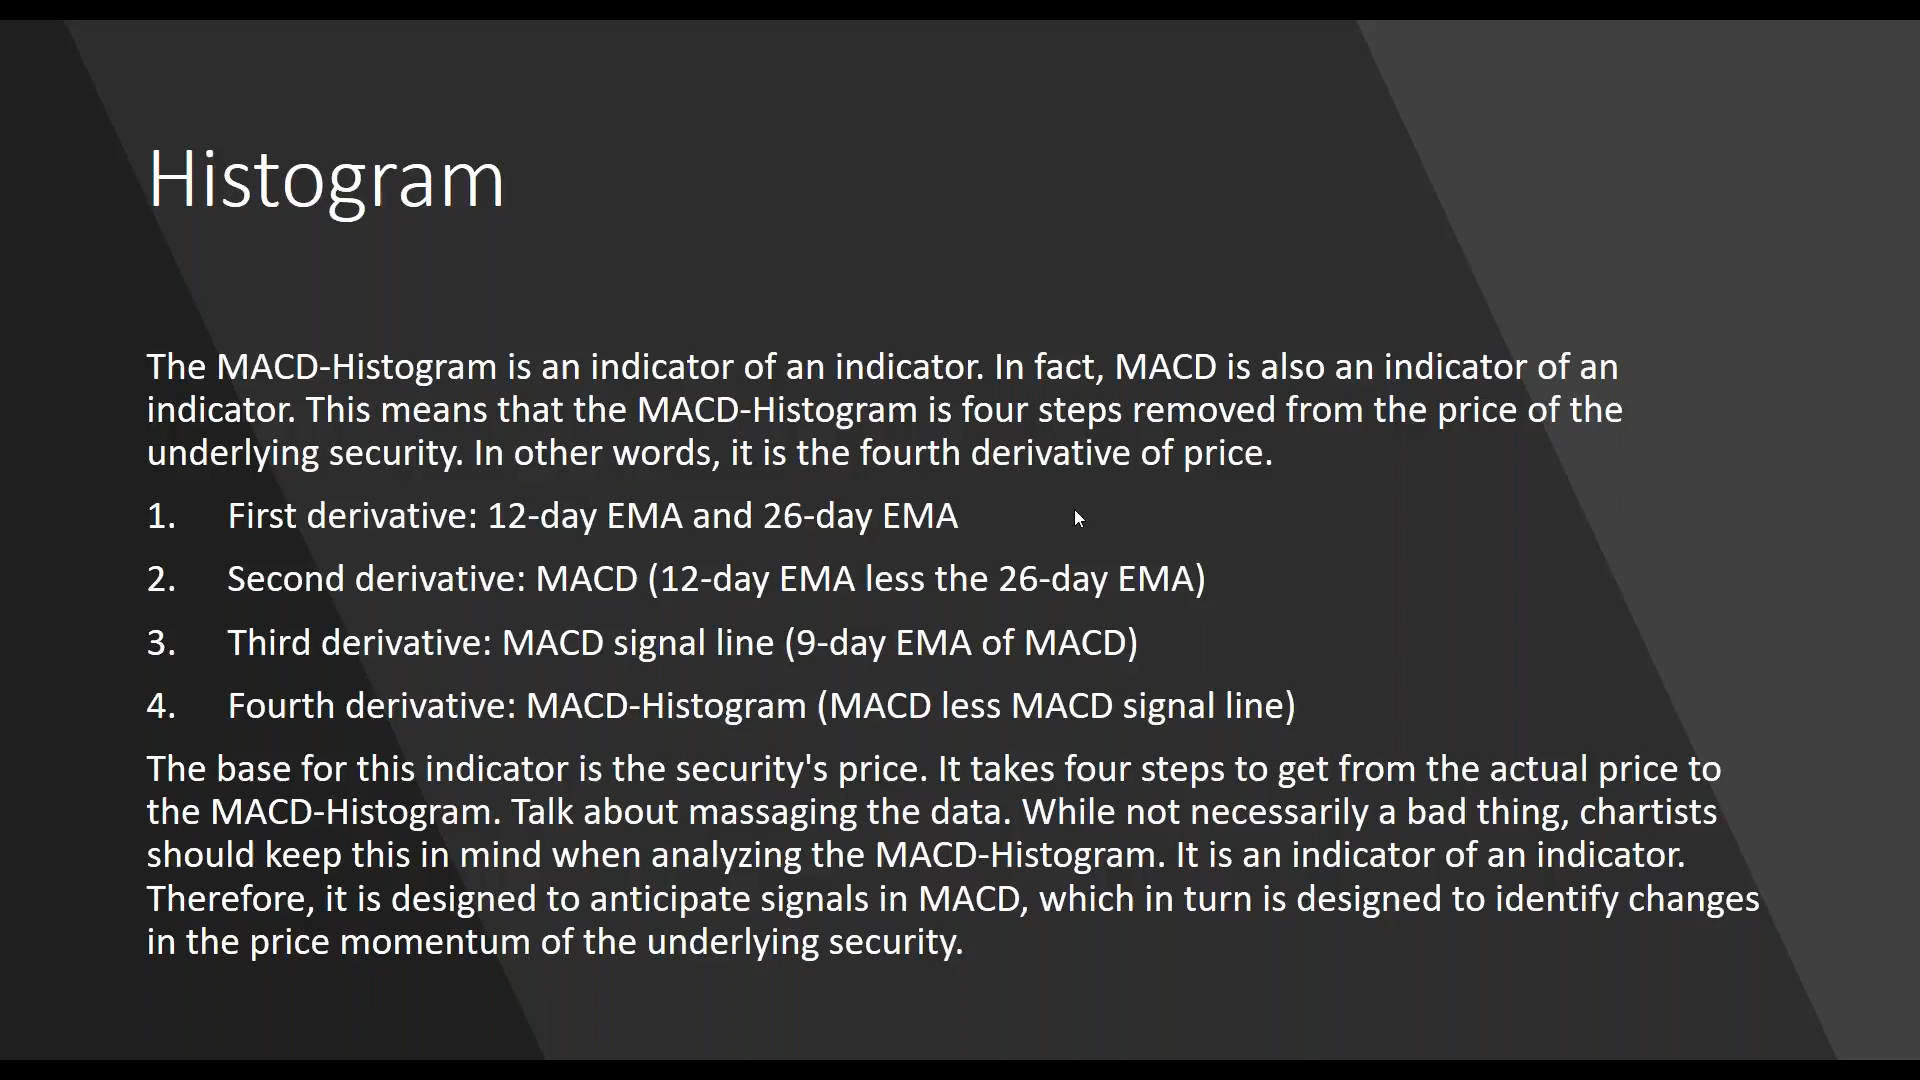 Histogram
The MACD-Histogram is an indicator of an indicator. In fact, MACD is also an indicator of an
indicator. This means that the MACD-Histogram is four steps removed from the price of the
underlying security. In other words, it is the fourth derivative of price.
1. First derivative: 12-day EMA and 26-day EMA
2. Second derivative: MACD (12-day EMA less the 26-day EMA)
3. Third derivative: MACD signal line (9-day EMA of MACD)
4. Fourth derivative: MACD-Histogram (MACD less MACD signal line)
The base for this indicator is the security's price. It takes four steps to get from the actual price to
the MACD-Histogram. Talk about massaging the data. While not necessarily a bad thing, chartists
should keep this in mind when analyzing the MACD-Histogram. It is an indicator of an indicator.
Therefore, it is designed to anticipate signals in MACD, which in turn is designed to identify changes
in the price momentum of the underlying security.